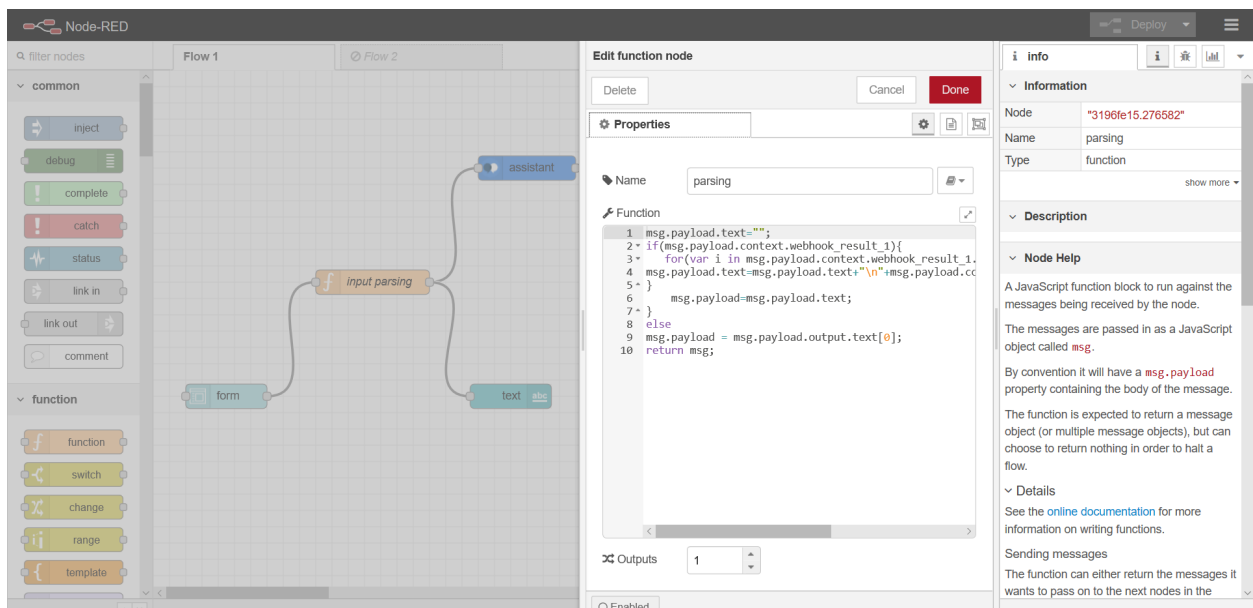 Node-RED
Deploy
filter nodes
common
inject
debug
complete
catch
status
link in
link out
comment
function
function
switch
change
range
template
Flow 1
Flow 2
assistant
input parsing
form
text
abc
Edit function node
Delete
Cancel
Done
Properties
Name
parsing
Function
1 msg.payload.text="";
2 if(msg.payload.context.webhook_result_1){
3 for(var i in msg.payload.context.webhook_result_1.
4 msg.payload.text=msg.payload.text+"\n"+msg.payload.co
5 }
6 msg.payload=msg.payload.text;
7 }
8 else
9 msg.payload = msg.payload.output.text[0];
10 return msg;
Outputs
1
Enabled
i info
i
Information
Node "3196fe15.276582"
Name parsing
Type function
show more
Description
Node Help
A JavaScript function block to run against the
messages being received by the node.
The messages are passed in as a JavaScript
object called msg.
By convention it will have a msg.payload
property containing the body of the message.
The function is expected to return a message
object (or multiple message objects), but can
choose to return nothing in order to halt a
flow.
Details
See the online documentation for more
information on writing functions.
Sending messages
The function can either return the messages it
wants to pass on to the next nodes in the